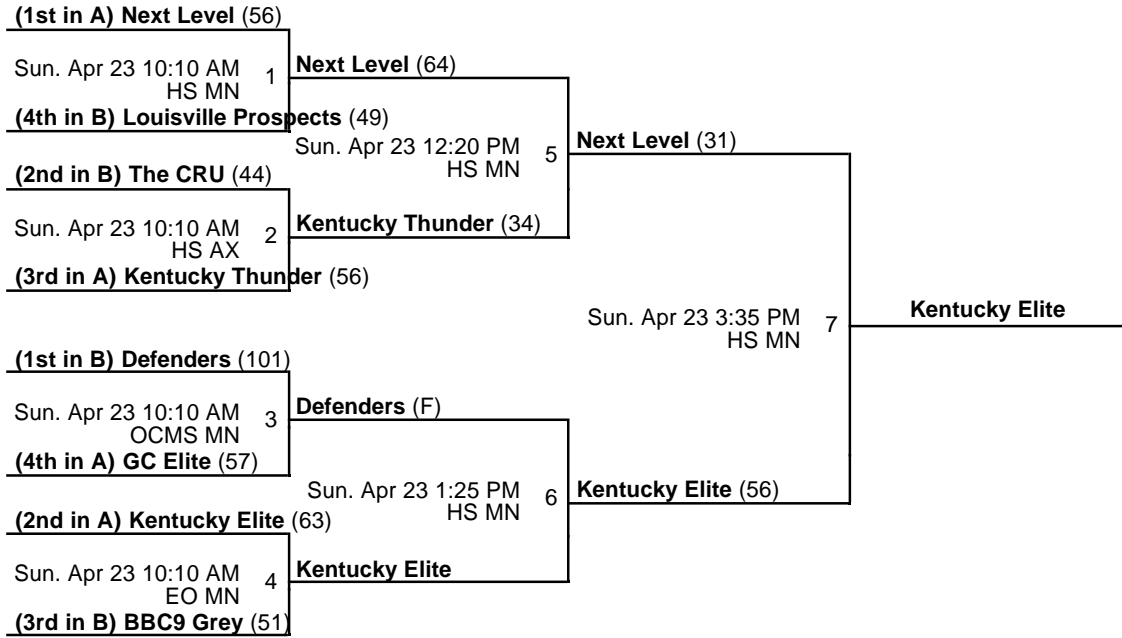 (1st in A) Next Level (56)
Sun. Apr 23 10:10 AM 1
HS MN
(4th in B) Louisville Prospects (49)
Next Level (64)
Sun. Apr 23 12:20 PM 5
HS MN
Next Level (31)
(2nd in B) The CRU (44)
Sun. Apr 23 10:10 AM 2
HS AX
(3rd in A) Kentucky Thunder (56)
Kentucky Thunder (34)
Sun. Apr 23 3:35 PM 7
HS MN
Kentucky Elite
(1st in B) Defenders (101)
Sun. Apr 23 10:10 AM 3
OCMS MN
(4th in A) GC Elite (57)
Defenders (F)
Sun. Apr 23 1:25 PM 6
HS MN
Kentucky Elite (56)
(2nd in A) Kentucky Elite (63)
Sun. Apr 23 10:10 AM 4
EO MN
(3rd in B) BBC9 Grey (51)
Kentucky Elite